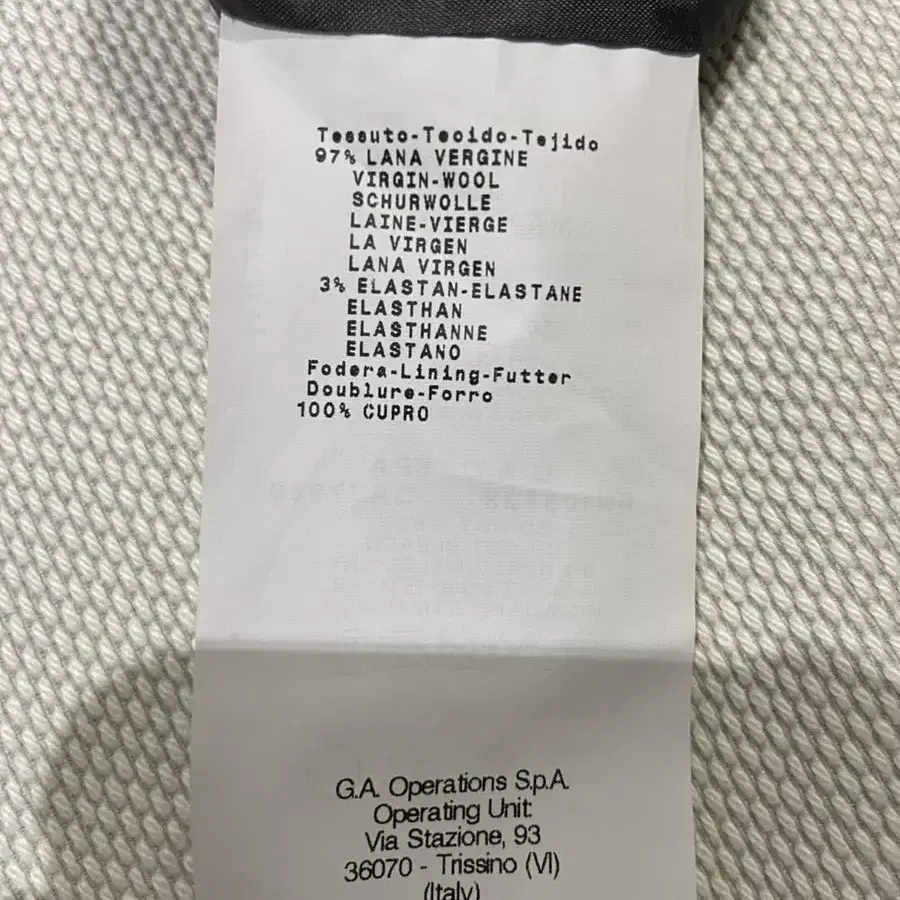 Tessuto-Tecido-Tejido
97% LANA VERGINE
VIRGIN-WOOL
SCHURWOLLE
LAINE-VIERGE
LA VIRGEN
LANA VIRGEN
3% ELASTAN-ELASTANE
ELASTHAN
ELASTHANNE
ELASTANO
Fodera-Lining-Futter
Doublure-Forro
100% CUPRO
G.A. Operations S.p.A.
Operating Unit:
Via Stazione, 93
36070 - Trissino (VI)
(Italy)